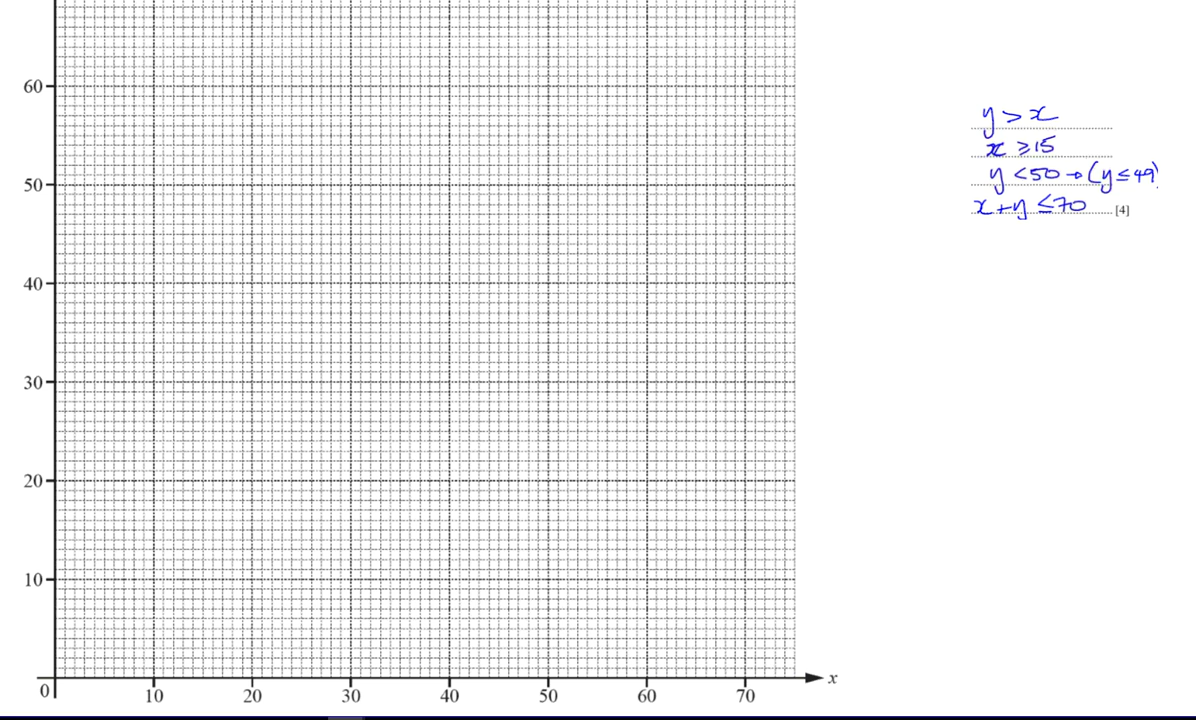 y > x
x ≥ 15
y < 50 → (y ≤ 49)
x + y ≤ 70 [4]
60
50
40
30
20
10
0
10 20 30 40 50 60 70 x